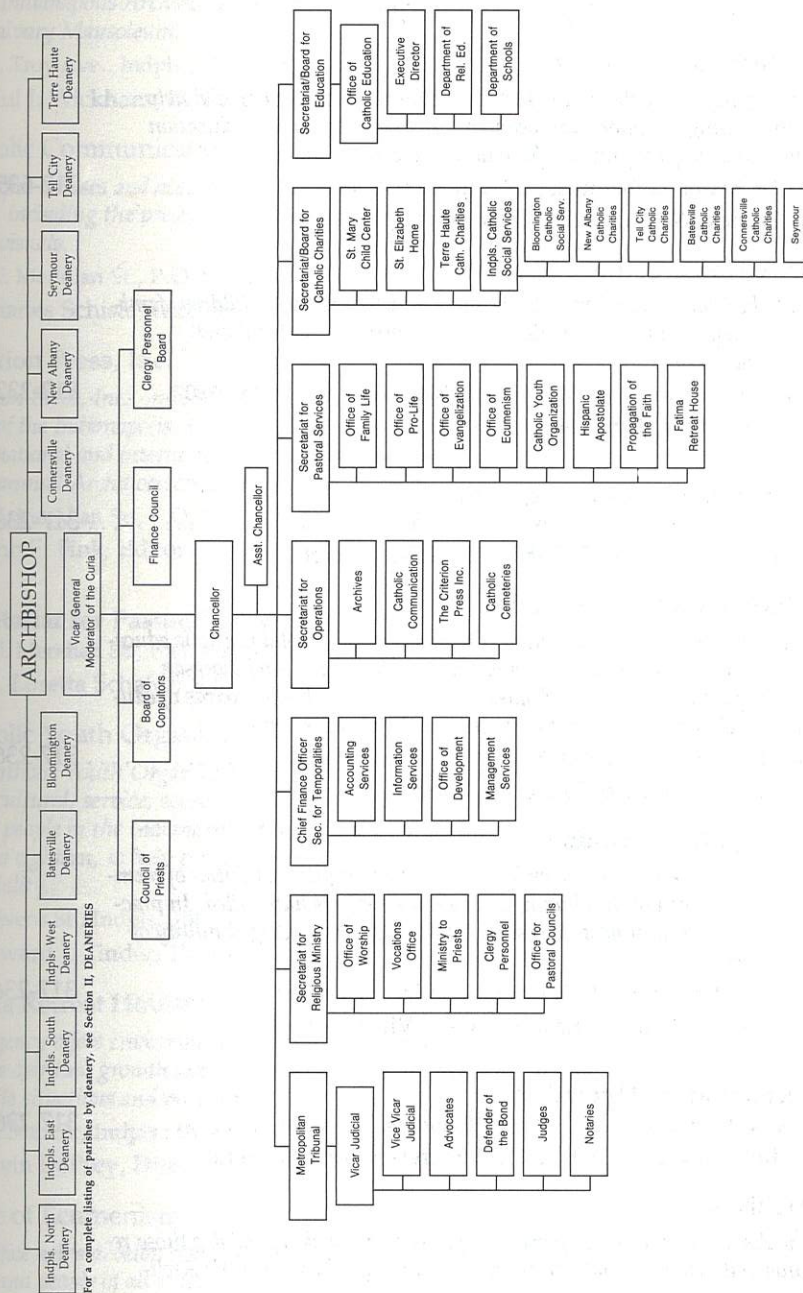 ARCHBISHOP
Indpls. North
Deanery
Indpls. East
Deanery
Indpls. South
Deanery
Indpls. West
Deanery
Batesville
Deanery
Bloomington
Deanery
Connersville
Deanery
New Albany
Deanery
Seymour
Deanery
Tell City
Deanery
Terre Haute
Deanery
For a complete listing of parishes by deanery, see Section II, DEANERIES
Vicar General
Moderator of the Curia
Council of
Priests
Board of
Consultors
Finance Council
Clergy Personnel
Board
Chancellor
Asst. Chancellor
Metropolitan
Tribunal
Vicar Judicial
Vice Vicar
Judicial
Advocates
Defender of
the Bond
Judges
Notaries
Secretariat for
Religious Ministry
Office of
Worship
Vocations
Office
Ministry to
Priests
Clergy
Personnel
Office for
Pastoral Councils
Chief Finance Officer
Sec. for Temporalities
Accounting
Services
Information
Services
Office of
Development
Management
Services
Secretariat for
Operations
Archives
Catholic
Communication
The Criterion
Press Inc.
Catholic
Cemeteries
Secretariat for
Pastoral Services
Office of
Family Life
Office of
Pro-Life
Office of
Evangelization
Office of
Ecumenism
Catholic Youth
Organization
Hispanic
Apostolate
Propagation of
the Faith
Fatima
Retreat House
Secretariat/Board for
Catholic Charities
St. Mary
Child Center
St. Elizabeth
Home
Terre Haute
Cath. Charities
Indpls. Catholic
Social Services
Bloomington
Catholic
Social Serv.
New Albany
Catholic
Charities
Tell City
Catholic
Charities
Batesville
Catholic
Charities
Connersville
Catholic
Charities
Seymour
Secretariat/Board for
Education
Office of
Catholic Education
Executive
Director
Department of
Rel. Ed.
Department of
Schools